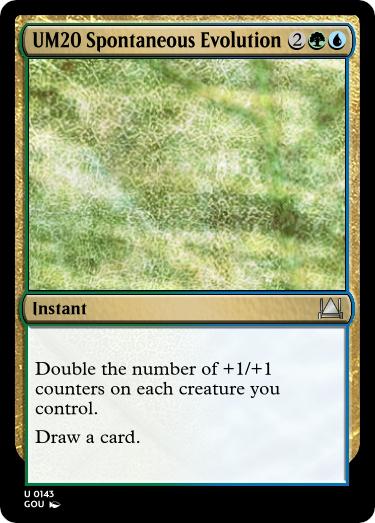 UM20 Spontaneous Evolution 2
Instant
Double the number of +1/+1
counters on each creature you
control.
Draw a card.
U 0143
GOU